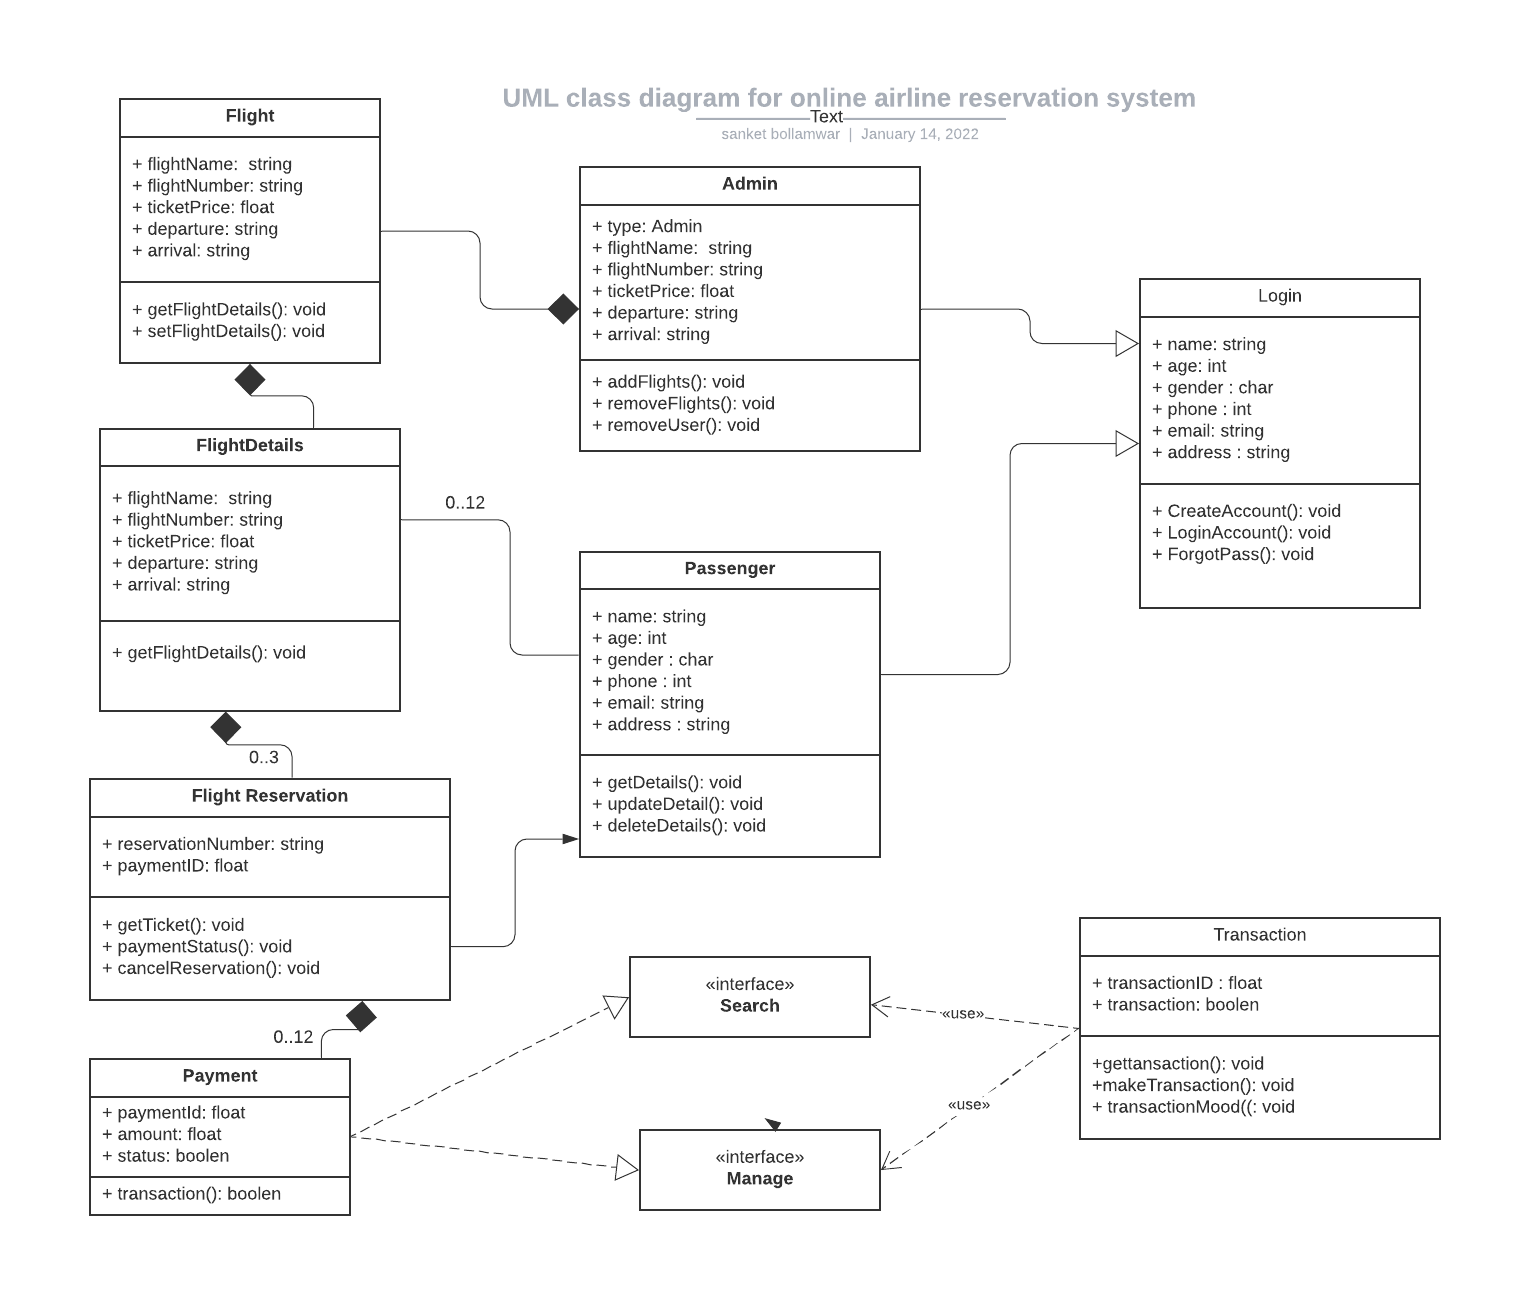 UML class diagram for online airline reservation system
Text
sanket bollamwar | January 14, 2022
Flight
+ flightName:  string
+ flightNumber: string
+ ticketPrice: float
+ departure: string
+ arrival: string
+ getFlightDetails(): void
+ setFlightDetails(): void
Admin
+ type: Admin
+ flightName:  string
+ flightNumber: string
+ ticketPrice: float
+ departure: string
+ arrival: string
+ addFlights(): void
+ removeFlights(): void
+ removeUser(): void
Login
+ name: string
+ age: int
+ gender : char
+ phone : int
+ email: string
+ address : string
+ CreateAccount(): void
+ LoginAccount(): void
+ ForgotPass(): void
FlightDetails
+ flightName:  string
+ flightNumber: string
+ ticketPrice: float
+ departure: string
+ arrival: string
+ getFlightDetails(): void
0..12
Passenger
+ name: string
+ age: int
+ gender : char
+ phone : int
+ email: string
+ address : string
+ getDetails(): void
+ updateDetail(): void
+ deleteDetails(): void
0..3
Flight Reservation
+ reservationNumber: string
+ paymentID: float
+ getTicket(): void
+ paymentStatus(): void
+ cancelReservation(): void
0..12
Payment
+ paymentId: float
+ amount: float
+ status: boolen
+ transaction(): boolen
«interface»
Search
«interface»
Manage
«use»
«use»
Transaction
+ transactionID : float
+ transaction: boolen
+gettansaction(): void
+makeTransaction(): void
+ transactionMood((: void